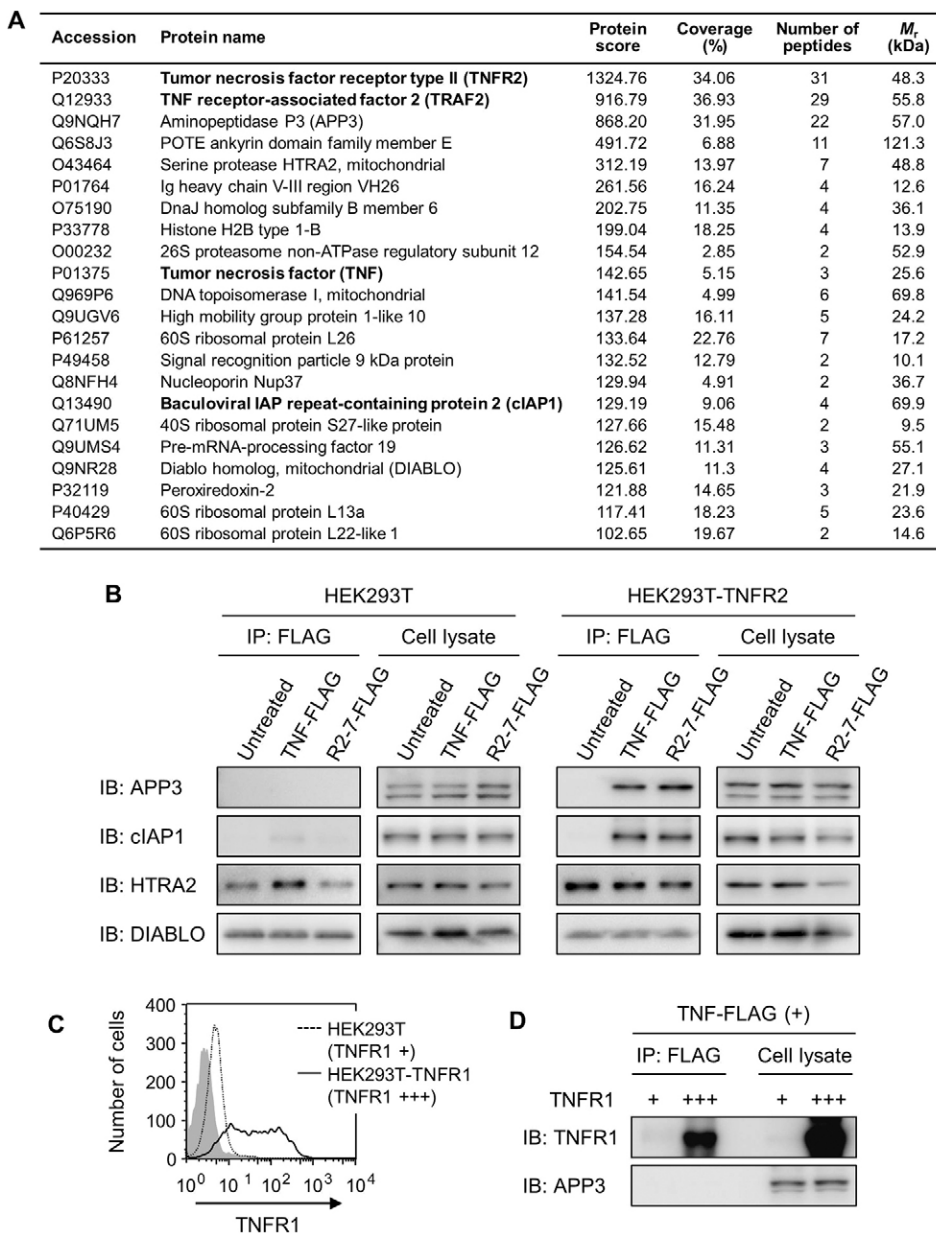 A
Accession Protein name Protein score Coverage (%) Number of peptides Mr (kDa)
P20333 Tumor necrosis factor receptor type II (TNFR2) 1324.76 34.06 31 48.3
Q12933 TNF receptor-associated factor 2 (TRAF2) 916.79 36.93 29 55.8
Q9NQH7 Aminopeptidase P3 (APP3) 868.20 31.95 22 57.0
Q6S8J3 POTE ankyrin domain family member E 491.72 6.88 11 121.3
O43464 Serine protease HTRA2, mitochondrial 312.19 13.97 7 48.8
P01764 Ig heavy chain V-III region VH26 261.56 16.24 4 12.6
O75190 DnaJ homolog subfamily B member 6 202.75 11.35 4 36.1
P33778 Histone H2B type 1-B 199.04 18.25 4 13.9
O00232 26S proteasome non-ATPase regulatory subunit 12 154.54 2.85 2 52.9
P01375 Tumor necrosis factor (TNF) 142.65 5.15 3 25.6
Q969P6 DNA topoisomerase I, mitochondrial 141.54 4.99 6 69.8
Q9UGV6 High mobility group protein 1-like 10 137.28 16.11 5 24.2
P61257 60S ribosomal protein L26 133.64 22.76 7 17.2
P49458 Signal recognition particle 9 kDa protein 132.52 12.79 2 10.1
Q8NFH4 Nucleoporin Nup37 129.94 4.91 2 36.7
Q13490 Baculoviral IAP repeat-containing protein 2 (cIAP1) 129.19 9.06 4 69.9
Q71UM5 40S ribosomal protein S27-like protein 127.66 15.48 2 9.5
Q9UMS4 Pre-mRNA-processing factor 19 126.62 11.31 3 55.1
Q9NR28 Diablo homolog, mitochondrial (DIABLO) 125.61 11.3 4 27.1
P32119 Peroxiredoxin-2 121.88 14.65 3 21.9
P40429 60S ribosomal protein L13a 117.41 18.23 5 23.6
Q6P5R6 60S ribosomal protein L22-like 1 102.65 19.67 2 14.6
B
HEK293T HEK293T-TNFR2
IP: FLAG Cell lysate IP: FLAG Cell lysate
Untreated TNF-FLAG R2-7-FLAG Untreated TNF-FLAG R2-7-FLAG Untreated TNF-FLAG R2-7-FLAG Untreated TNF-FLAG R2-7-FLAG
IB: APP3
IB: cIAP1
IB: HTRA2
IB: DIABLO
C
Number of cells
400
300
200
100
0
10^0 10^1 10^2 10^3 10^4
TNFR1
HEK293T
(TNFR1 +)
HEK293T-TNFR1
(TNFR1 +++)
D
TNF-FLAG (+)
IP: FLAG Cell lysate
TNFR1 + +++ + +++
IB: TNFR1
IB: APP3